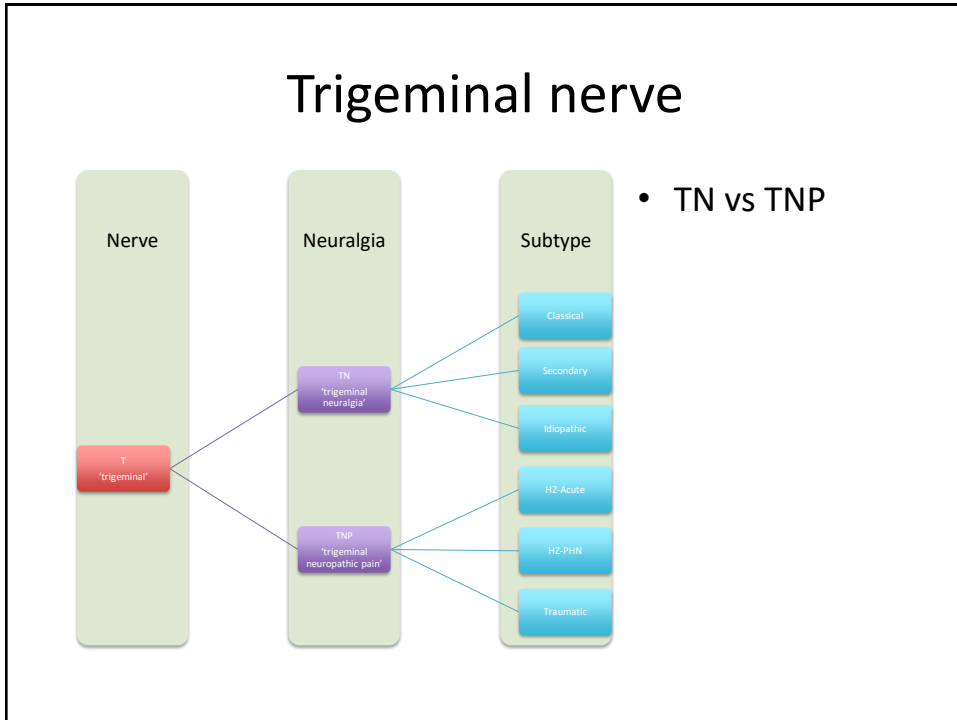 Trigeminal nerve
Nerve
Neuralgia
Subtype
• TN vs TNP
T
‘trigeminal’
TN
‘trigeminal
neuralgia’
TNP
‘trigeminal
neuropathic pain’
Classical
Secondary
Idiopathic
HZ-Acute
HZ-PHN
Traumatic